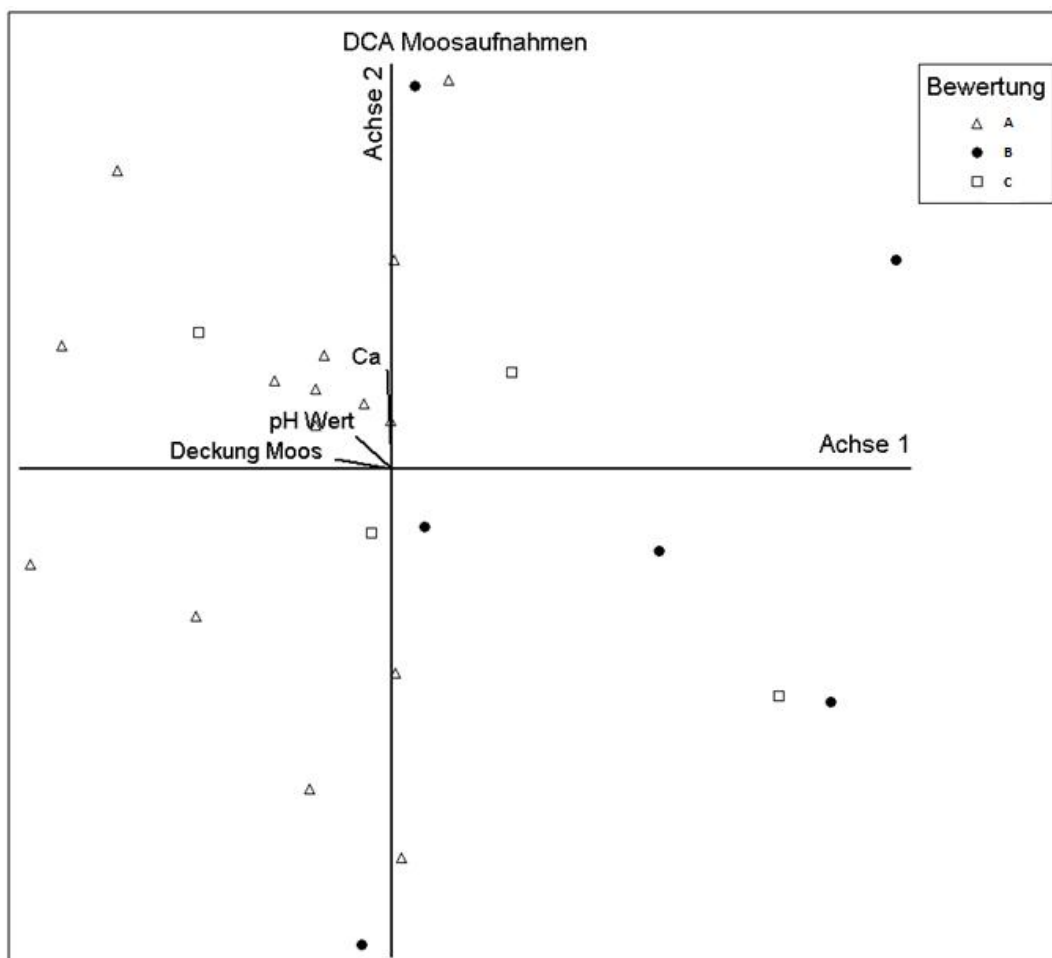 DCA Moosaufnahmen
Achse 2
Bewertung
A
B
C
Ca
pH Wert
Deckung Moos
Achse 1